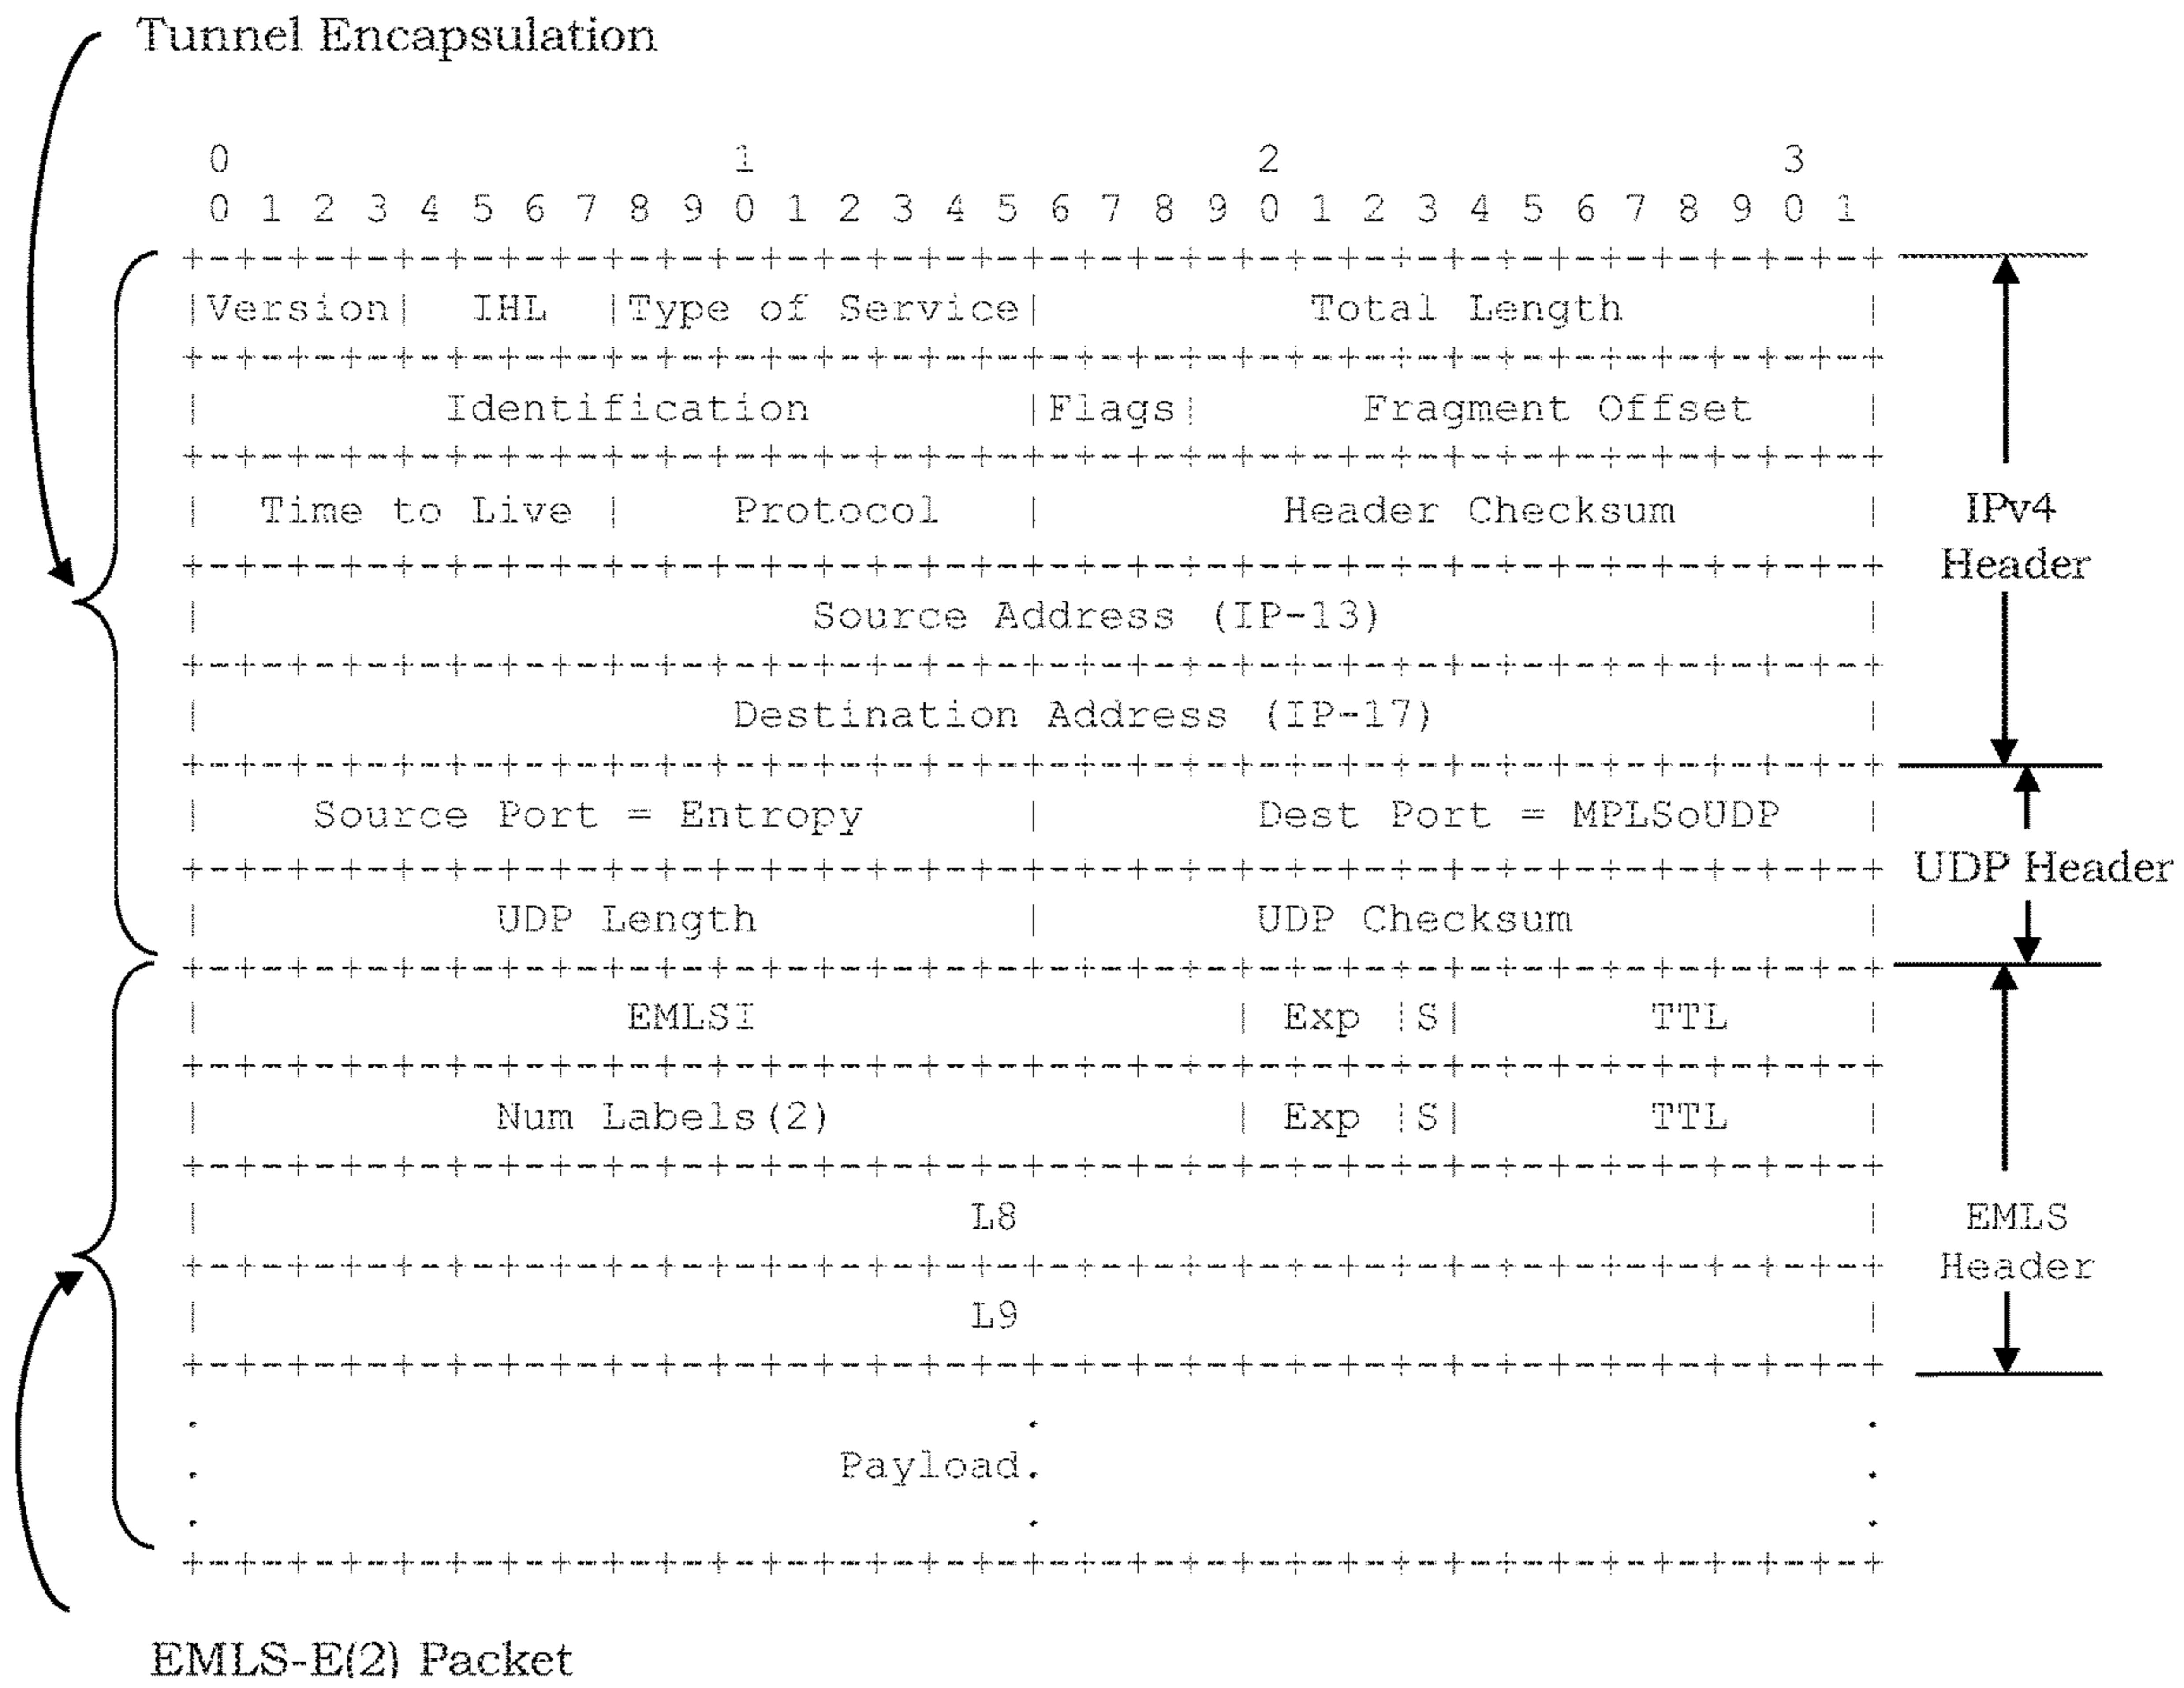 Tunnel Encapsulation
0 1 2 3
0 1 2 3 4 5 6 7 8 9 0 1 2 3 4 5 6 7 8 9 0 1 2 3 4 5 6 7 8 9 0 1
+-+-+-+-+-+-+-+-+-+-+-+-+-+-+-+-+-+-+-+-+-+-+-+-+-+-+-+-+-+-+-+-+
|Version| IHL |Type of Service| Total Length |
+-+-+-+-+-+-+-+-+-+-+-+-+-+-+-+-+-+-+-+-+-+-+-+-+-+-+-+-+-+-+-+-+
| Identification |Flags| Fragment Offset |
+-+-+-+-+-+-+-+-+-+-+-+-+-+-+-+-+-+-+-+-+-+-+-+-+-+-+-+-+-+-+-+-+
| Time to Live | Protocol | Header Checksum |
IPv4
Header
+-+-+-+-+-+-+-+-+-+-+-+-+-+-+-+-+-+-+-+-+-+-+-+-+-+-+-+-+-+-+-+-+
| Source Address (IP-13) |
+-+-+-+-+-+-+-+-+-+-+-+-+-+-+-+-+-+-+-+-+-+-+-+-+-+-+-+-+-+-+-+-+
| Destination Address (IP-17) |
+-+-+-+-+-+-+-+-+-+-+-+-+-+-+-+-+-+-+-+-+-+-+-+-+-+-+-+-+-+-+-+-+
| Source Port = Entropy | Dest Port = MPLSoUDP |
+-+-+-+-+-+-+-+-+-+-+-+-+-+-+-+-+-+-+-+-+-+-+-+-+-+-+-+-+-+-+-+-+
UDP Header
| UDP Length | UDP Checksum |
+-+-+-+-+-+-+-+-+-+-+-+-+-+-+-+-+-+-+-+-+-+-+-+-+-+-+-+-+-+-+-+-+
| EMLSI | Exp |S| TTL |
+-+-+-+-+-+-+-+-+-+-+-+-+-+-+-+-+-+-+-+-+-+-+-+-+-+-+-+-+-+-+-+-+
| Num Labels(2) | Exp |S| TTL |
+-+-+-+-+-+-+-+-+-+-+-+-+-+-+-+-+-+-+-+-+-+-+-+-+-+-+-+-+-+-+-+-+
| L8 |
EMLS
Header
+-+-+-+-+-+-+-+-+-+-+-+-+-+-+-+-+-+-+-+-+-+-+-+-+-+-+-+-+-+-+-+-+
| L9 |
+-+-+-+-+-+-+-+-+-+-+-+-+-+-+-+-+-+-+-+-+-+-+-+-+-+-+-+-+-+-+-+-+
. . .
. Payload. .
. . .
+-+-+-+-+-+-+-+-+-+-+-+-+-+-+-+-+-+-+-+-+-+-+-+-+-+-+-+-+-+-+-+-+
EMLS-E(2) Packet